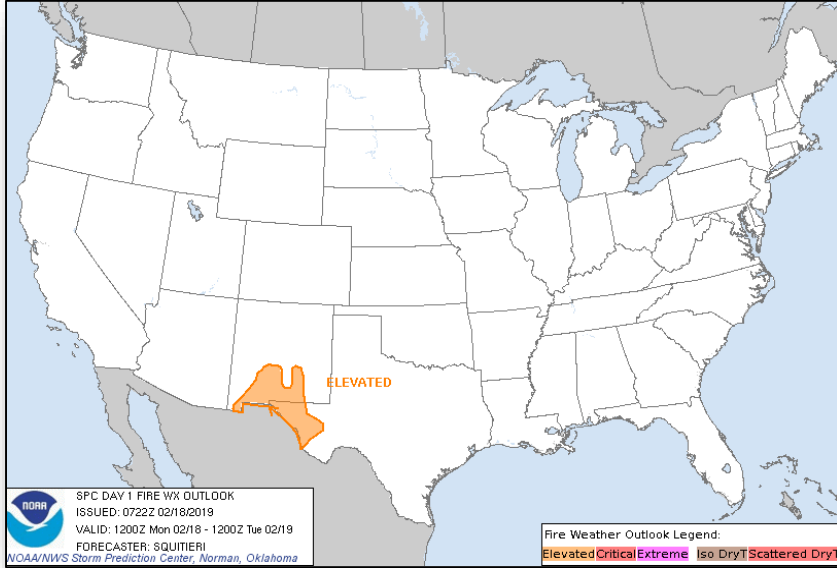 ELEVATED
NOAA
SPC DAY 1 FIRE WX OUTLOOK
ISSUED: 0722Z 02/18/2019
VALID: 1200Z Mon 02/18 - 1200Z Tue 02/19
FORECASTER: SQUITIERI
NOAA/NWS Storm Prediction Center, Norman, Oklahoma
Fire Weather Outlook Legend:
Elevated Critical Extreme Iso DryT Scattered DryT